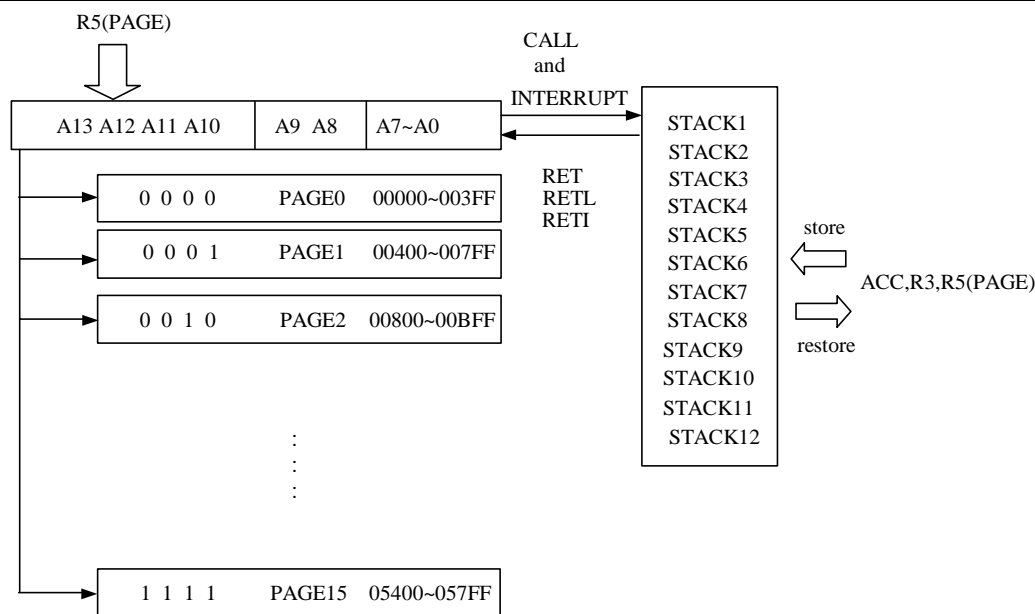 R5(PAGE)
CALL
and
INTERRUPT
A13 A12 A11 A10 A9 A8 A7~A0
RET
RETL
RETI
0 0 0 0 PAGE0 00000~003FF
0 0 0 1 PAGE1 00400~007FF
0 0 1 0 PAGE2 00800~00BFF
:
:
:
1 1 1 1 PAGE15 05400~057FF
STACK1
STACK2
STACK3
STACK4
STACK5
STACK6
STACK7
STACK8
STACK9
STACK10
STACK11
STACK12
store
ACC,R3,R5(PAGE)
restore